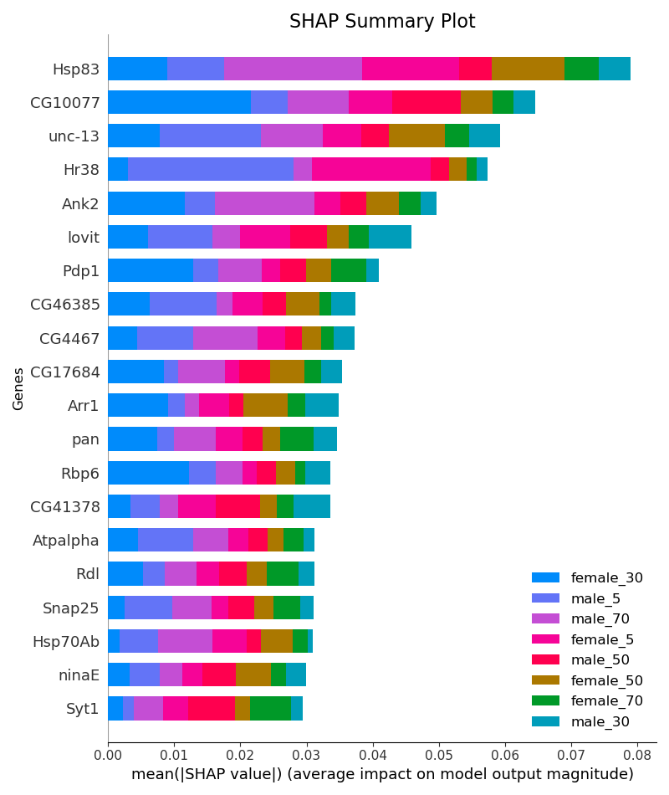 SHAP Summary Plot
Hsp83
CG10077
unc-13
Hr38
Ank2
lovit
Pdp1
CG46385
CG4467
CG17684
Arr1
pan
Rbp6
CG41378
Atpalpha
Rdl
Snap25
Hsp70Ab
ninaE
Syt1
Genes
female_30
male_5
male_70
female_5
male_50
female_50
female_70
male_30
0.00 0.01 0.02 0.03 0.04 0.05 0.06 0.07 0.08
mean(|SHAP value|) (average impact on model output magnitude)